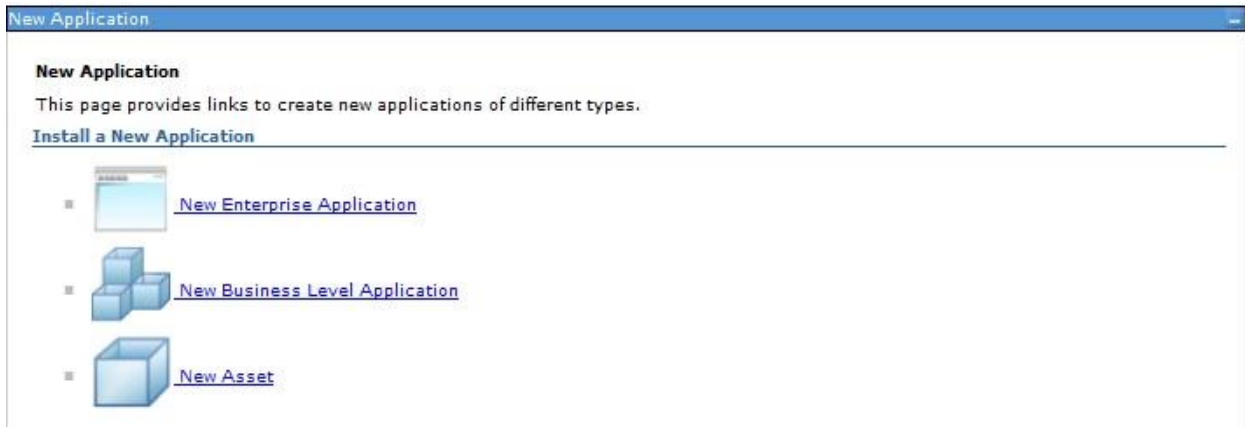 New Application
New Application
This page provides links to create new applications of different types.
Install a New Application
New Enterprise Application
New Business Level Application
New Asset